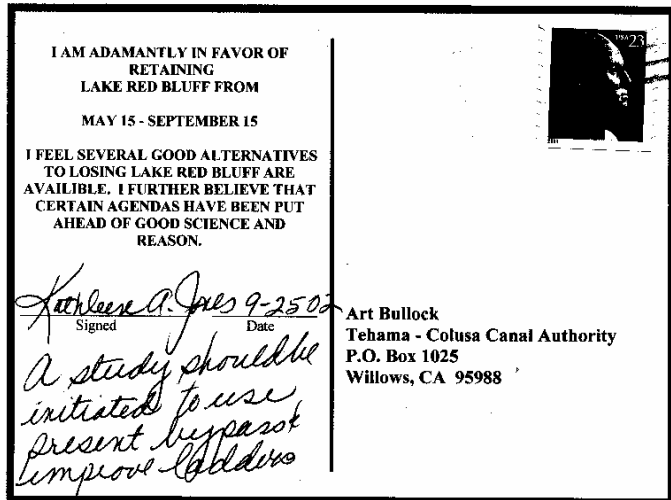 I AM ADAMANTLY IN FAVOR OF
RETAINING
LAKE RED BLUFF FROM
MAY 15 - SEPTEMBER 15
I FEEL SEVERAL GOOD ALTERNATIVES
TO LOSING LAKE RED BLUFF ARE
AVAILIBLE. I FURTHER BELIEVE THAT
CERTAIN AGENDAS HAVE BEEN PUT
AHEAD OF GOOD SCIENCE AND
REASON.
Kathleen A. Jones 9-25-02
Signed Date
A study should be
initiated to use
present bypass &
improve ladders
USA 23
Art Bullock
Tehama - Colusa Canal Authority
P.O. Box 1025
Willows, CA 95988